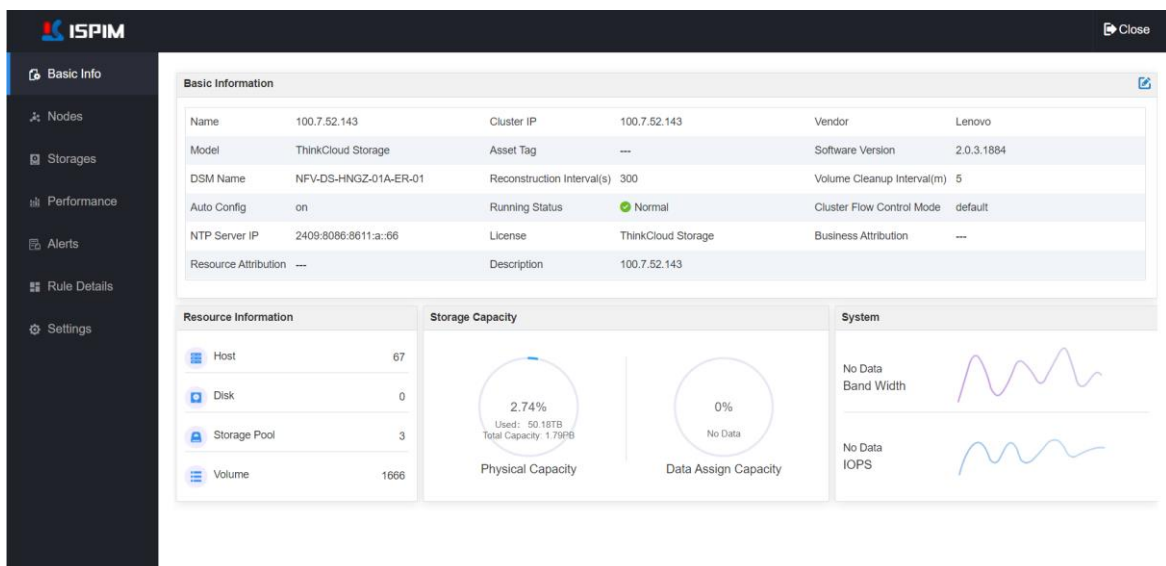 ISPIM
Close
Basic Info
Nodes
Storages
Performance
Alerts
Rule Details
Settings
Basic Information
Name 100.7.52.143 Cluster IP 100.7.52.143 Vendor Lenovo
Model ThinkCloud Storage Asset Tag --- Software Version 2.0.3.1884
DSM Name NFV-DS-HNGZ-01A-ER-01 Reconstruction Interval(s) 300 Volume Cleanup Interval(m) 5
Auto Config on Running Status Normal Cluster Flow Control Mode default
NTP Server IP 2409:8086:8611:a::66 License ThinkCloud Storage Business Attribution ---
Resource Attribution --- Description 100.7.52.143
Resource Information
Host 67
Disk 0
Storage Pool 3
Volume 1666
Storage Capacity
2.74%
Used: 50.18TB
Total Capacity: 1.79PB
Physical Capacity
0%
No Data
Data Assign Capacity
System
No Data
Band Width
No Data
IOPS